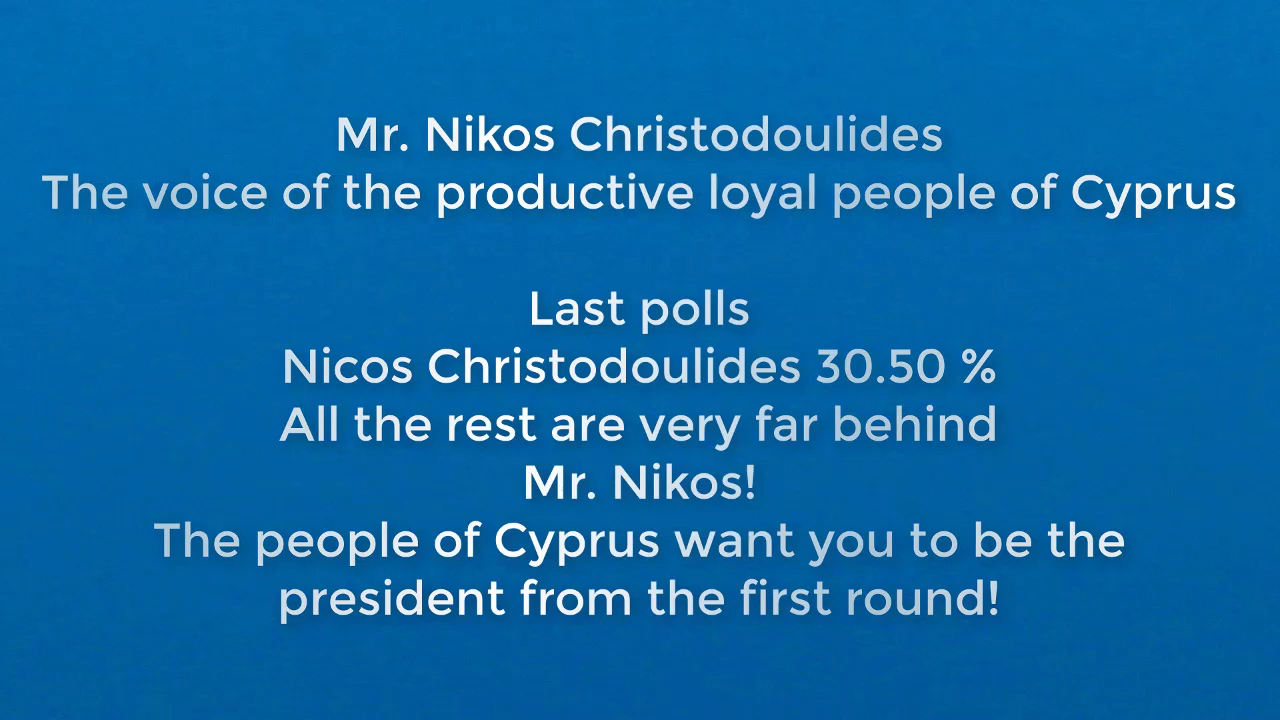 Mr. Nikos Christodoulides
The voice of the productive loyal people of Cyprus
Last polls
Nicos Christodoulides 30.50 %
All the rest are very far behind
Mr. Nikos!
The people of Cyprus want you to be the
president from the first round!